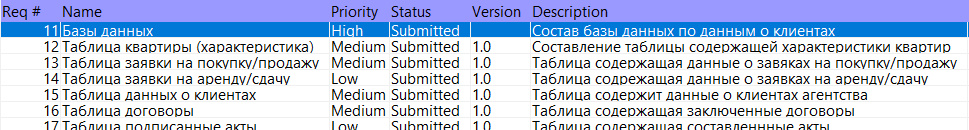 Req # Name Priority Status Version Description
11 Базы данных High Submitted Состав базы данных по данным о клиентах
12 Таблица квартиры (характеристика) Medium Submitted 1.0 Составление таблицы содержащей характеристики квартир
13 Таблица заявки на покупку/продажу Medium Submitted 1.0 Таблица содержащая данные о завяках на покупку/продажу
14 Таблица заявки на аренду/сдачу Low Submitted 1.0 Таблица содрежащая данные о заявках на аренду/сдачу
15 Таблица данных о клиентах Medium Submitted 1.0 Таблица содержит данные о клиентах агентства
16 Таблица договоры Medium Submitted 1.0 Таблица содержащая заключенные договоры
17 Таблица подписанные акты Low Submitted 1.0 Таблица содержащая составленнные акты